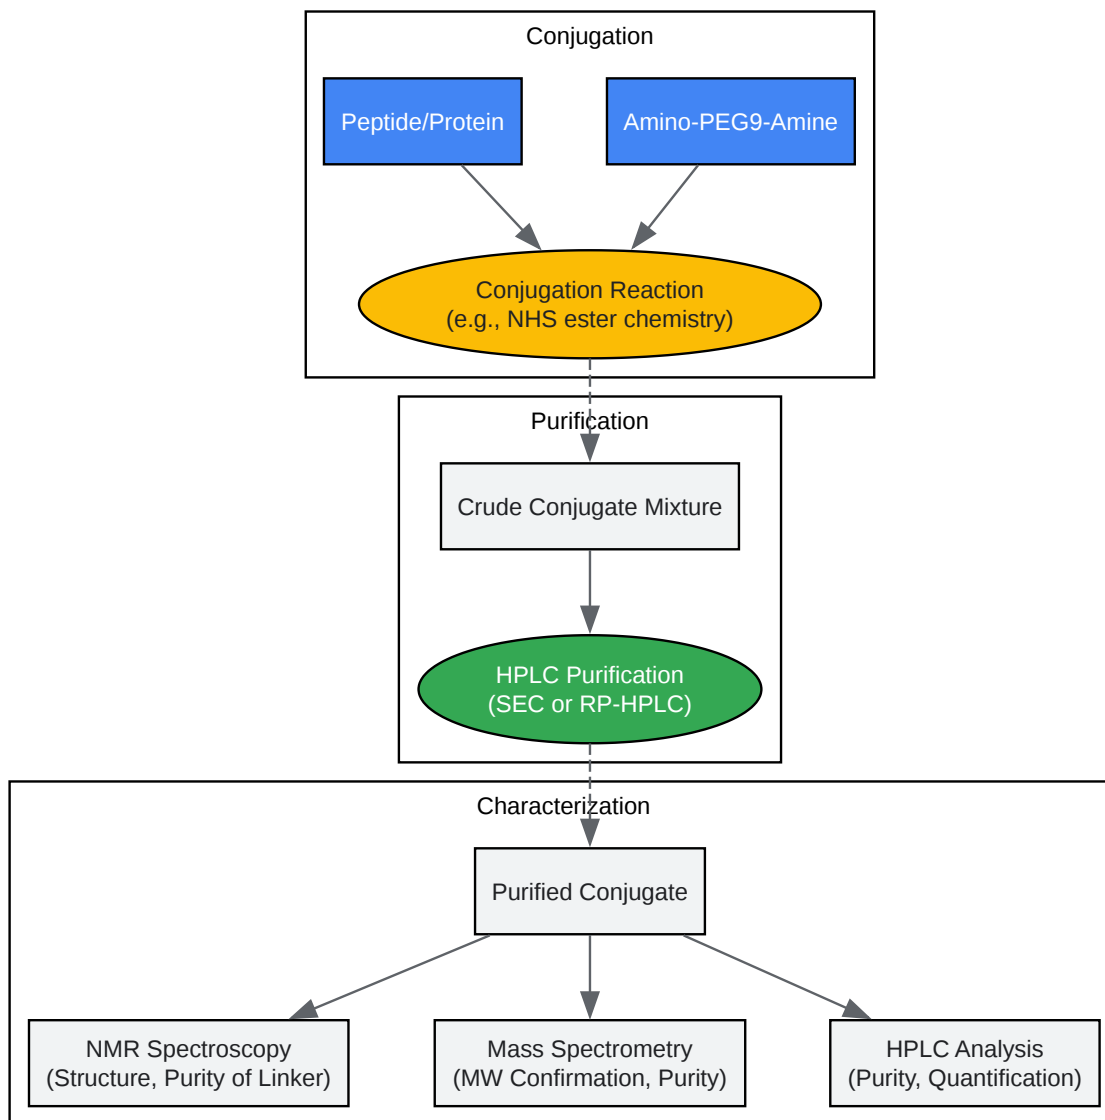 Conjugation
Peptide/Protein
Amino-PEG9-Amine
Conjugation Reaction
(e.g., NHS ester chemistry)
Purification
Crude Conjugate Mixture
HPLC Purification
(SEC or RP-HPLC)
Characterization
Purified Conjugate
NMR Spectroscopy
(Structure, Purity of Linker)
Mass Spectrometry
(MW Confirmation, Purity)
HPLC Analysis
(Purity, Quantification)